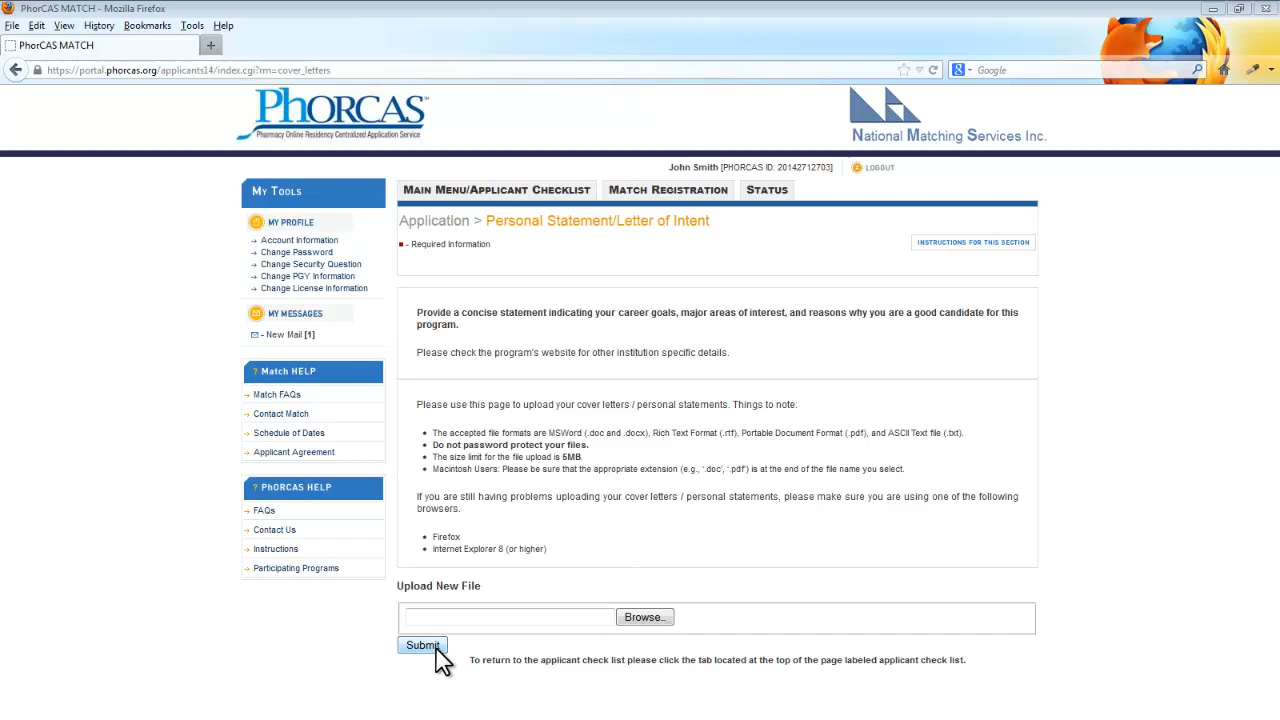 PhorCAS MATCH - Mozilla Firefox
File Edit View History Bookmarks Tools Help
PhorCAS MATCH
https://portal.phorcas.org/applicants14/index.cgi?rm=cover_letters
Google
PhORCAS™
Pharmacy Online Residency Centralized Application Service
National Matching Services Inc.
John Smith [PHORCAS ID: 20142712703] LOGOUT
MY TOOLS
MAIN MENU/APPLICANT CHECKLIST MATCH REGISTRATION STATUS
Application > Personal Statement/Letter of Intent
- Required Information
INSTRUCTIONS FOR THIS SECTION
MY PROFILE
Account Information
Change Password
Change Security Question
Change PGY Information
Change License Information
MY MESSAGES
- New Mail [1]
? Match HELP
Match FAQs
Contact Match
Schedule of Dates
Applicant Agreement
? PhORCAS HELP
FAQs
Contact Us
Instructions
Participating Programs
Provide a concise statement indicating your career goals, major areas of interest, and reasons why you are a good candidate for this
program.
Please check the program's website for other institution specific details.
Please use this page to upload your cover letters / personal statements. Things to note:
The accepted file formats are MSWord (.doc and .docx), Rich Text Format (.rtf), Portable Document Format (.pdf), and ASCII Text file (.txt).
Do not password protect your files.
The size limit for the file upload is 5MB.
Macintosh Users: Please be sure that the appropriate extension (e.g., '.doc', '.pdf') is at the end of the file name you select.
If you are still having problems uploading your cover letters / personal statements, please make sure you are using one of the following
browsers.
Firefox
Internet Explorer 8 (or higher)
Upload New File
Browse...
Submit
To return to the applicant check list please click the tab located at the top of the page labeled applicant check list.